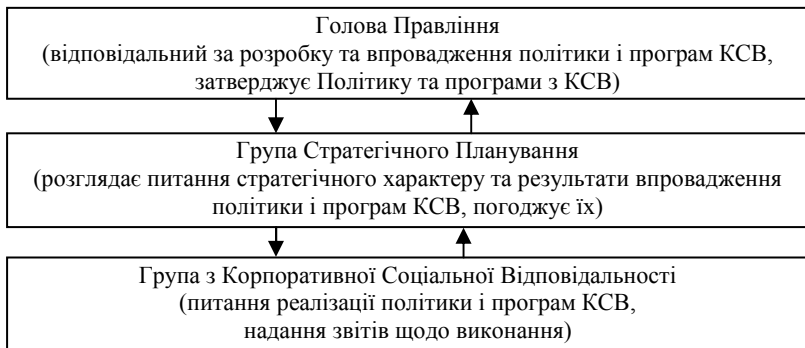 Голова Правління
(відповідальний за розробку та впровадження політики і програм КСВ,
затверджує Політику та програми з КСВ)
Група Стратегічного Планування
(розглядає питання стратегічного характеру та результати впровадження
політики і програм КСВ, погоджує їх)
Група з Корпоративної Соціальної Відповідальності
(питання реалізації політики і програм КСВ,
надання звітів щодо виконання)